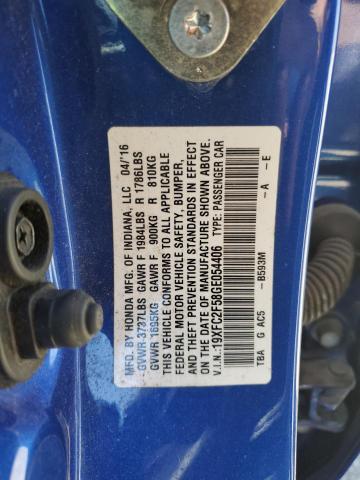 MFD. BY HONDA MFG. OF INDIANA, LLC 04/'16
GVWR 3737LBS GAWR F 1984LBS R 1786LBS
GVWR 1695KG GAWR F 900KG R 810KG
THIS VEHICLE CONFORMS TO ALL APPLICABLE
FEDERAL MOTOR VEHICLE SAFETY, BUMPER,
AND THEFT PREVENTION STANDARDS IN EFFECT
ON THE DATE OF MANUFACTURE SHOWN ABOVE.
V.I.N.:19XFC2F58GE054406 TYPE: PASSENGER CAR
TBA G AC5 -B593M -A -E